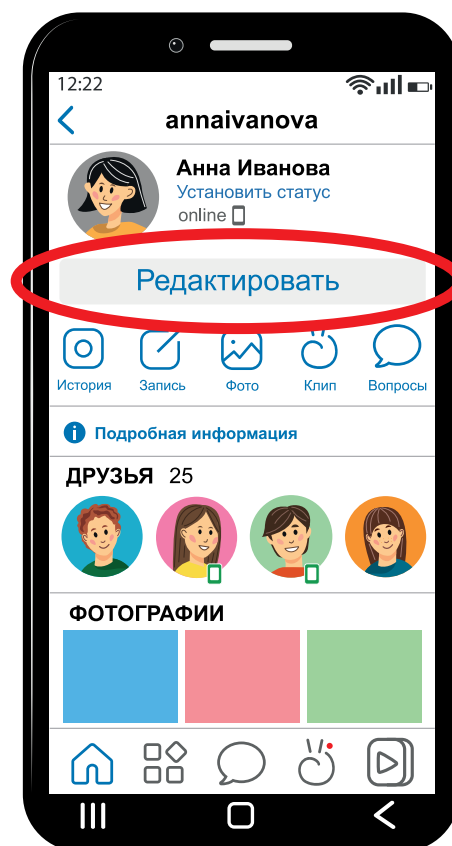 12:22
annaivanova
Анна Иванова
Установить статус
online
Редактировать
История Запись Фото Клип Вопросы
Подробная информация
ДРУЗЬЯ 25
ФОТОГРАФИИ